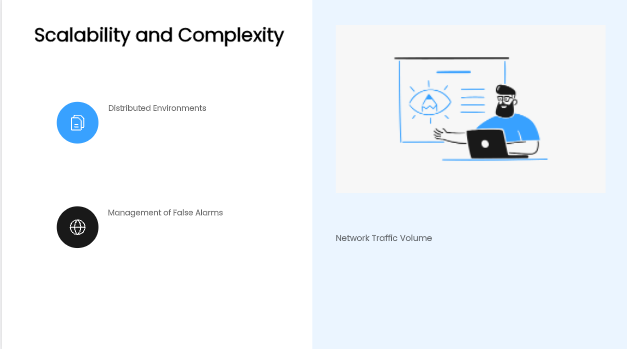 Scalability and Complexity
Distributed Environments
Management of False Alarms
Network Traffic Volume